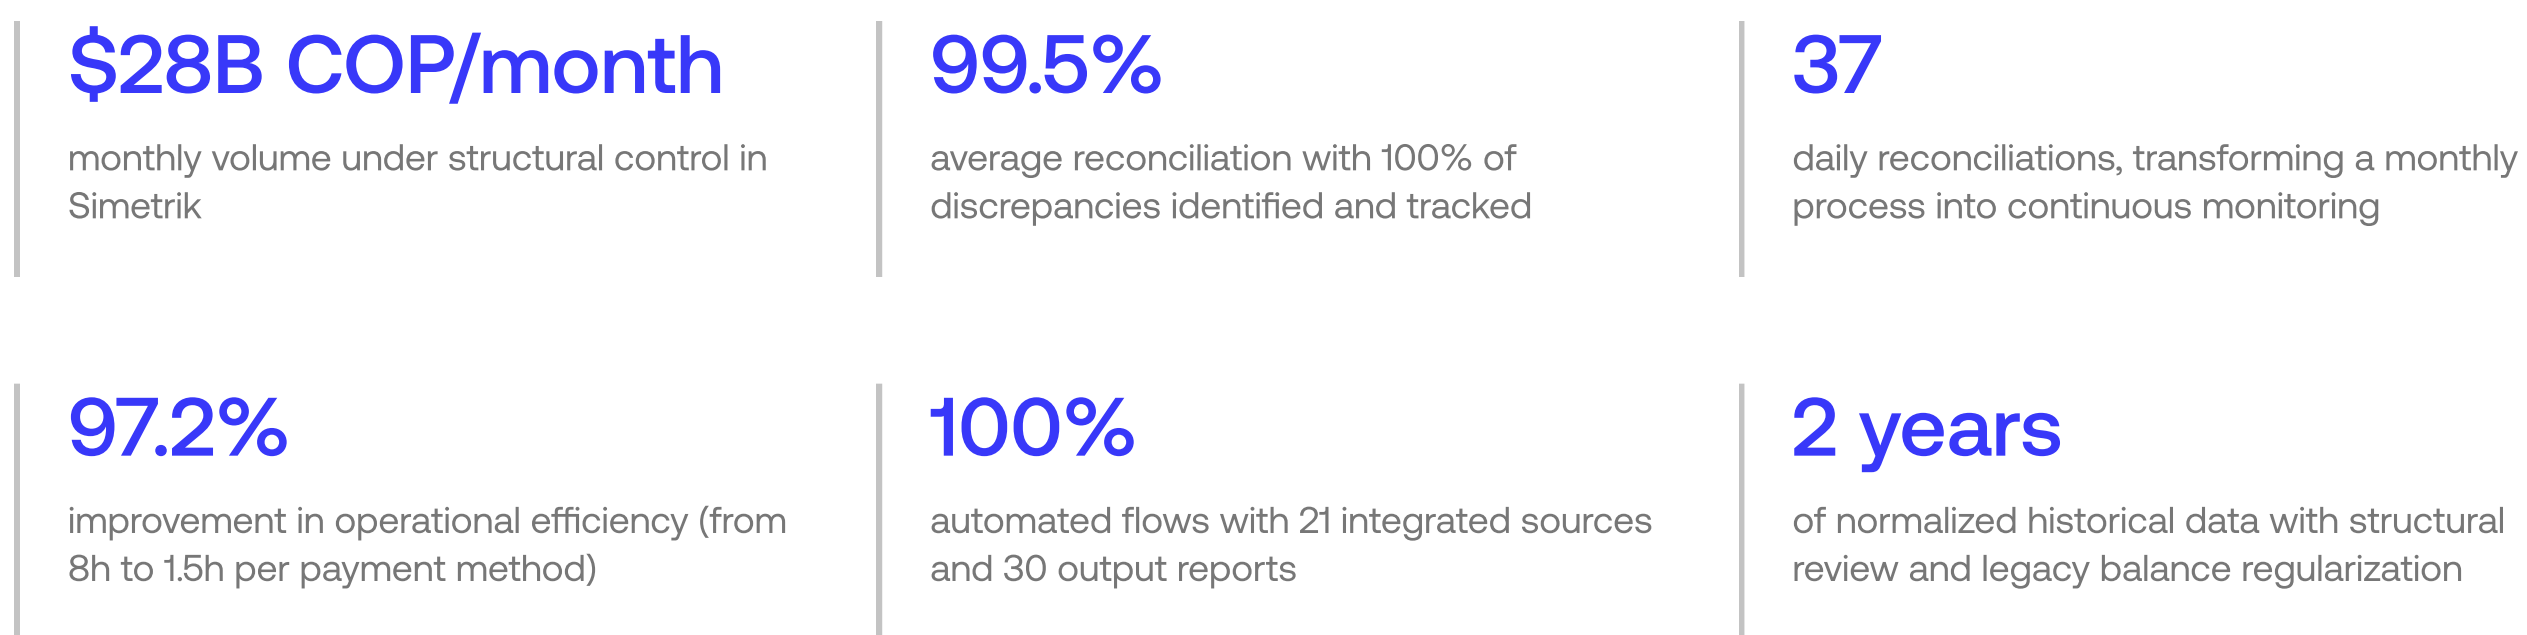 $28B COP/month
monthly volume under structural control in
Simetrik
99.5%
average reconciliation with 100% of
discrepancies identified and tracked
37
daily reconciliations, transforming a monthly
process into continuous monitoring
97.2%
improvement in operational efficiency (from
8h to 1.5h per payment method)
100%
automated flows with 21 integrated sources
and 30 output reports
2 years
of normalized historical data with structural
review and legacy balance regularization